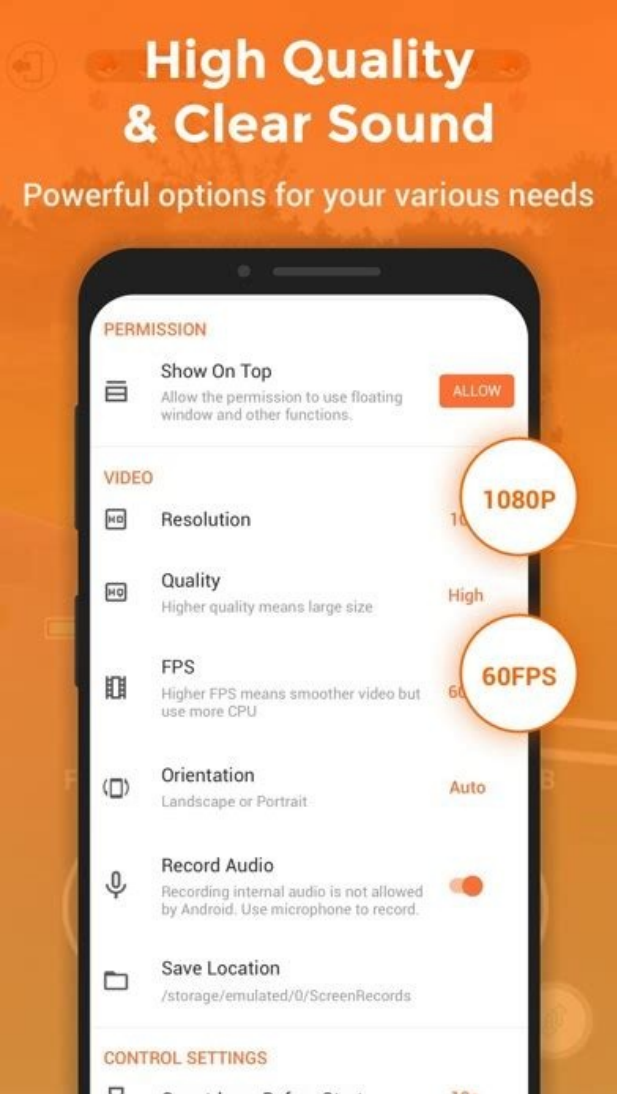 High Quality
& Clear Sound
Powerful options for your various needs
PERMISSION
Show On Top
Allow the permission to use floating
window and other functions.
ALLOW
VIDEO
Resolution
1080P
Quality
Higher quality means large size
High
FPS
Higher FPS means smoother video but
use more CPU
60FPS
Orientation
Landscape or Portrait
Auto
Record Audio
Recording internal audio is not allowed
by Android. Use microphone to record.
Save Location
/storage/emulated/0/ScreenRecords
CONTROL SETTINGS